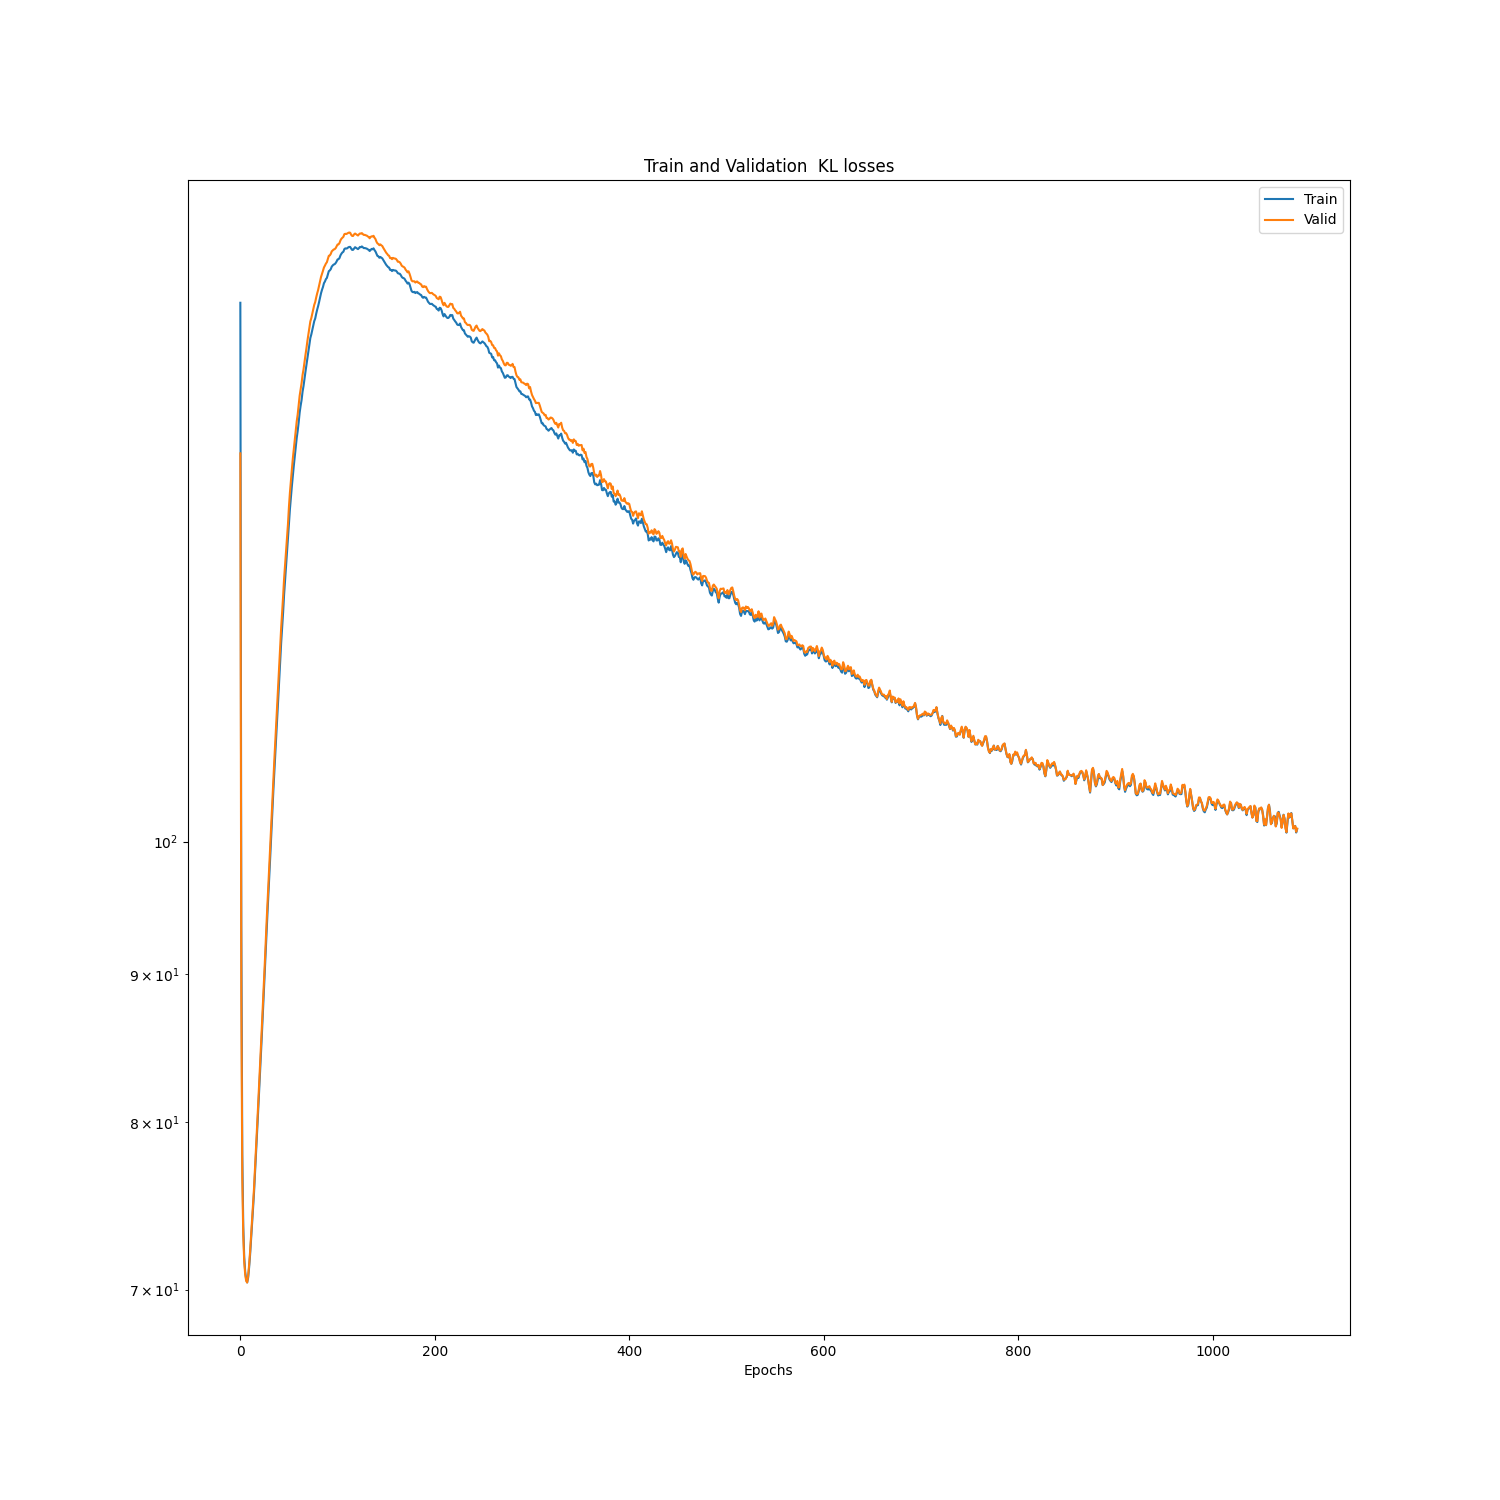 Train and Validation  KL losses
Train
Valid
10²
9 × 10¹
8 × 10¹
7 × 10¹
0 200 400 600 800 1000
Epochs